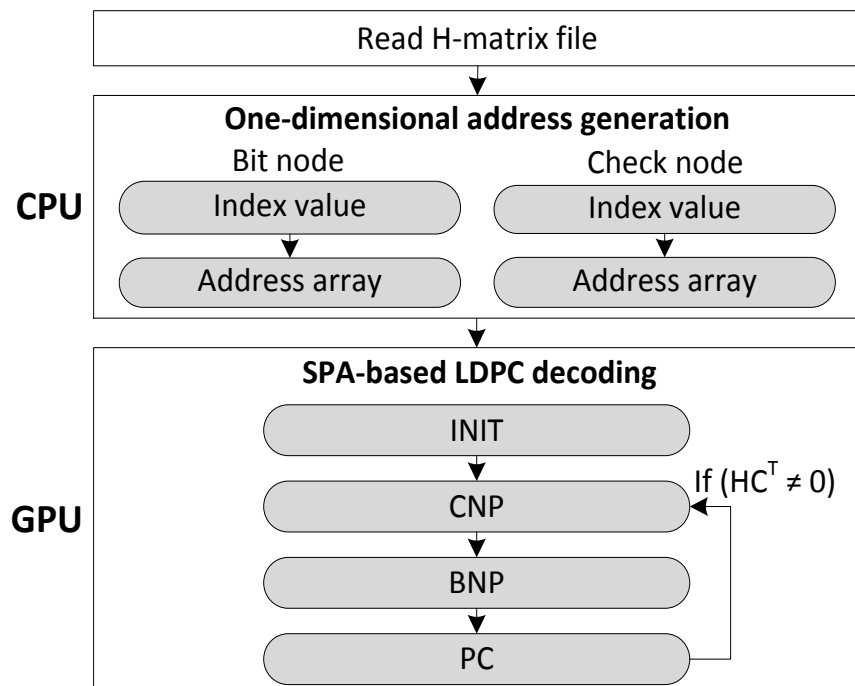 Read H-matrix file
CPU
One-dimensional address generation
Bit node
Check node
Index value
Index value
Address array
Address array
GPU
SPA-based LDPC decoding
INIT
If (HCᵀ ≠ 0)
CNP
BNP
PC